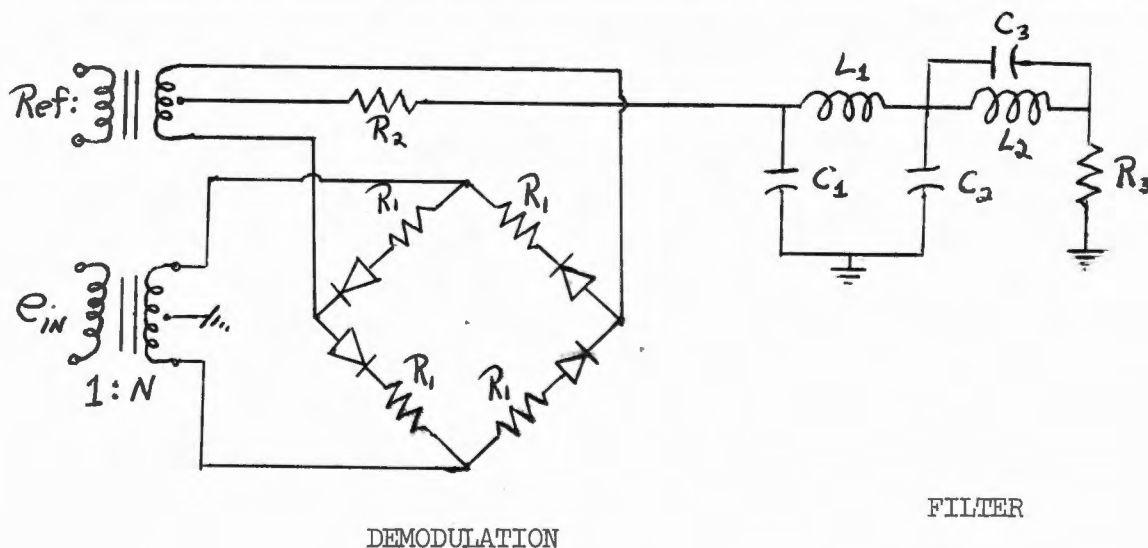 Ref:
R2
C3
L1
L2
C1
C2
R3
R1
R1
R1
R1
eIN
1:N
FILTER
DEMODULATION